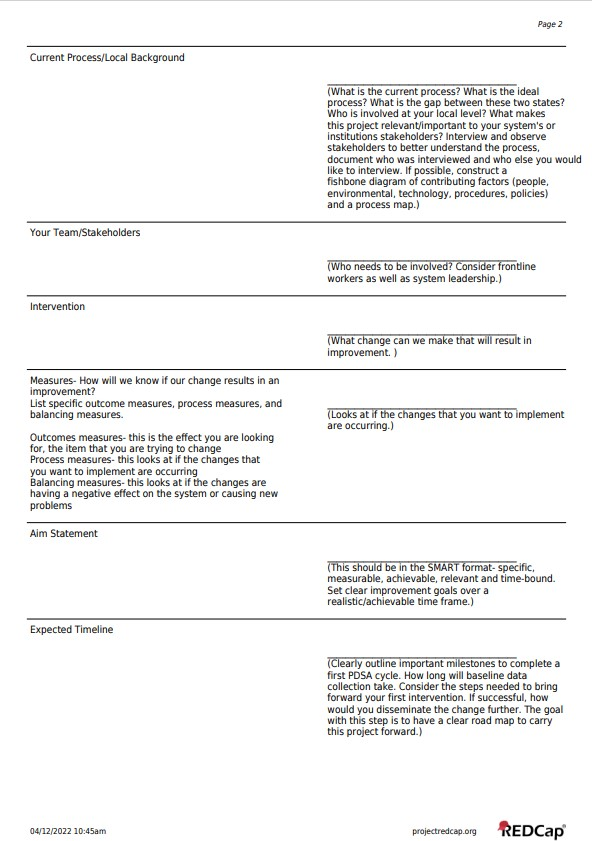 Page 2
Current Process/Local Background
(What is the current process? What is the ideal
process? What is the gap between these two states?
Who is involved at your local level? What makes
this project relevant/important to your system's or
institutions stakeholders? Interview and observe
stakeholders to better understand the process,
document who was interviewed and who else you would
like to interview. If possible, construct a
fishbone diagram of contributing factors (people,
environmental, technology, procedures, policies)
and a process map.)
Your Team/Stakeholders
(Who needs to be involved? Consider frontline
workers as well as system leadership.)
Intervention
(What change can we make that will result in
improvement. )
Measures- How will we know if our change results in an
improvement?
List specific outcome measures, process measures, and
balancing measures.
Outcomes measures- this is the effect you are looking
for, the item that you are trying to change
Process measures- this looks at if the changes that
you want to implement are occurring
Balancing measures- this looks at if the changes are
having a negative effect on the system or causing new
problems
(Looks at if the changes that you want to implement
are occurring.)
Aim Statement
(This should be in the SMART format- specific,
measurable, achievable, relevant and time-bound.
Set clear improvement goals over a
realistic/achievable time frame.)
Expected Timeline
(Clearly outline important milestones to complete a
first PDSA cycle. How long will baseline data
collection take. Consider the steps needed to bring
forward your first intervention. If successful, how
would you disseminate the change further. The goal
with this step is to have a clear road map to carry
this project forward.)
04/12/2022 10:45am
projectredcap.org
REDCap®